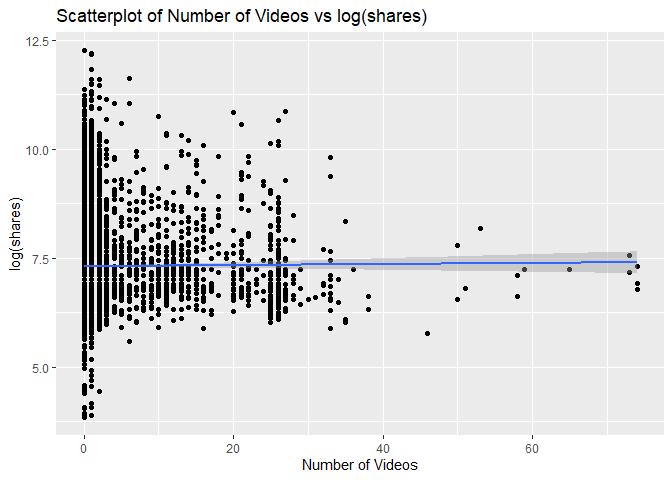 Scatterplot of Number of Videos vs log(shares)
12.5
10.0
7.5
5.0
log(shares)
0 20 40 60
Number of Videos